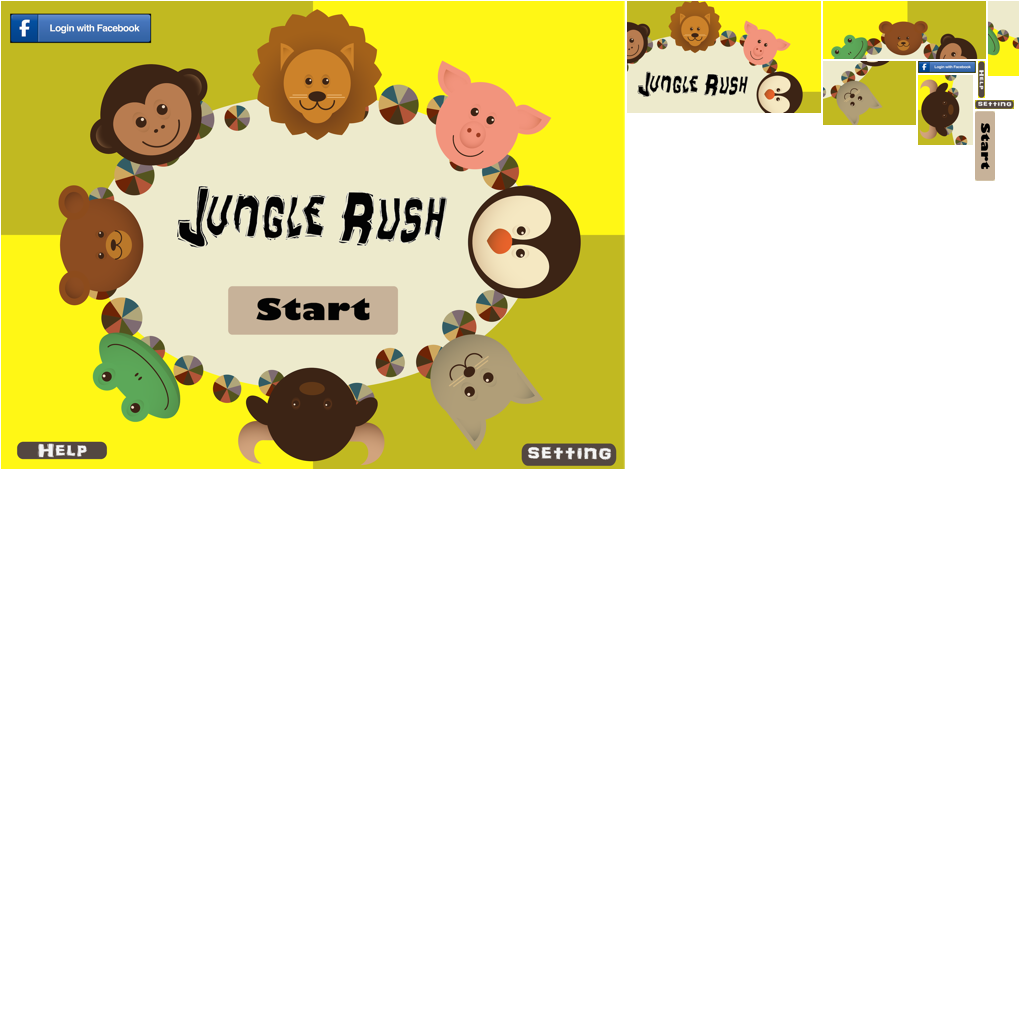 f Login with Facebook
JUNGLE RUSH
Start
HELP
SETTING
JUNGLE RUSH
f Login with Facebook
HELP
SETTING
Start